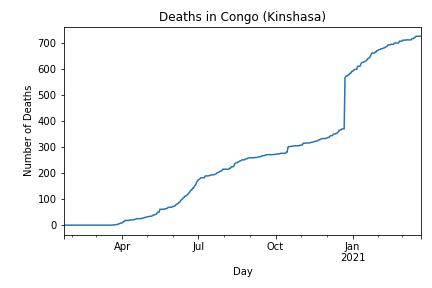 Deaths in Congo (Kinshasa)
700
600
500
400
300
200
100
0
Number of Deaths
Apr
Jul
Oct
Jan
2021
Day